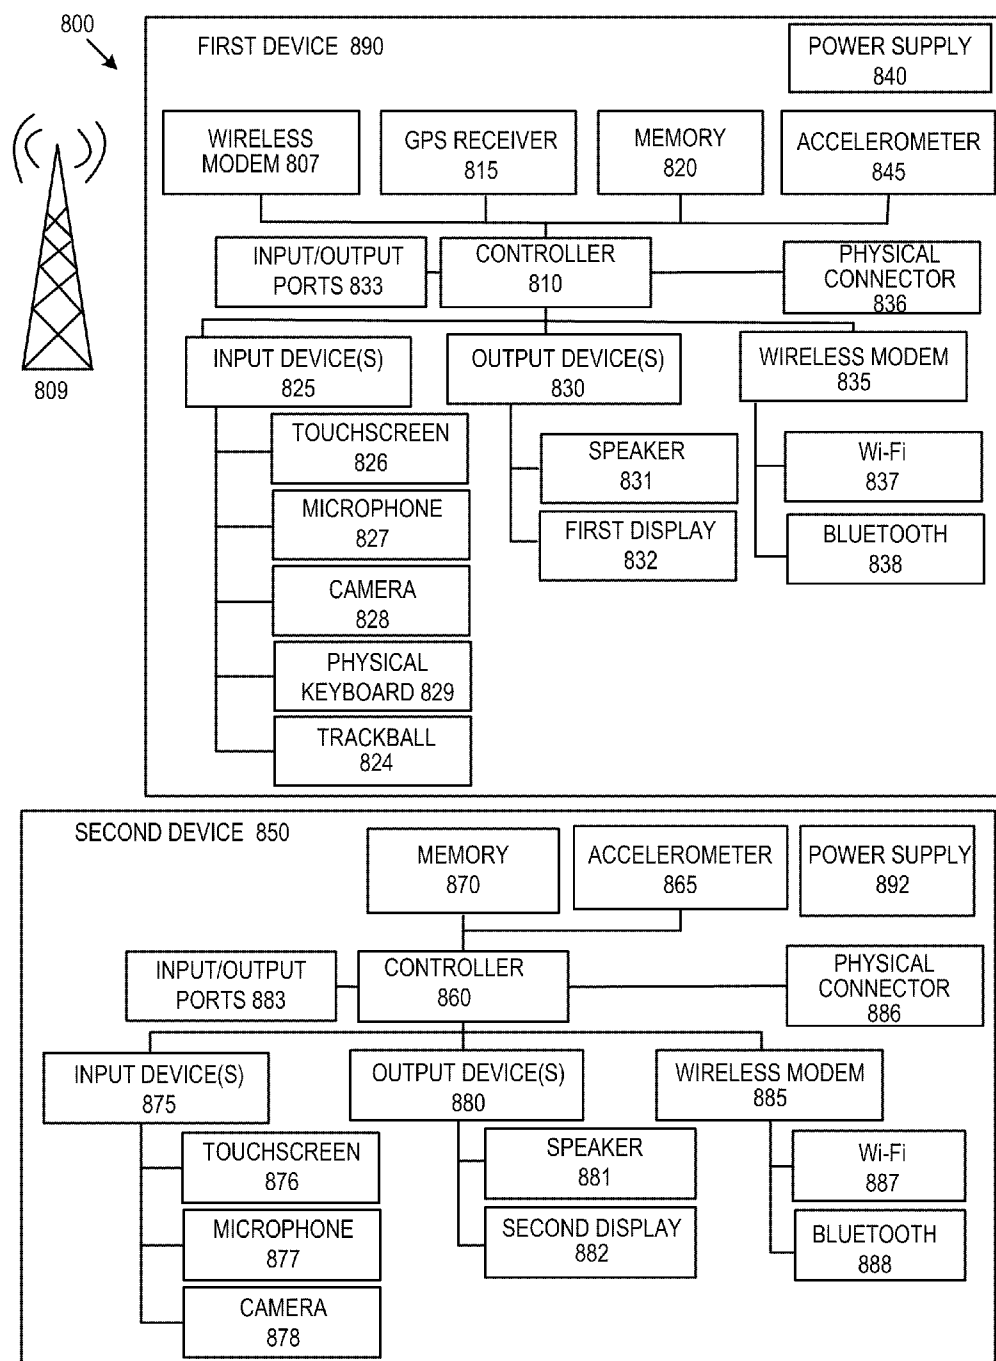 800
FIRST DEVICE 890
POWER SUPPLY
840
WIRELESS
MODEM 807
GPS RECEIVER
815
MEMORY
820
ACCELEROMETER
845
INPUT/OUTPUT
PORTS 833
CONTROLLER
810
PHYSICAL
CONNECTOR
836
809
INPUT DEVICE(S)
825
OUTPUT DEVICE(S)
830
WIRELESS MODEM
835
TOUCHSCREEN
826
MICROPHONE
827
CAMERA
828
PHYSICAL
KEYBOARD 829
TRACKBALL
824
SPEAKER
831
FIRST DISPLAY
832
Wi-Fi
837
BLUETOOTH
838
SECOND DEVICE 850
MEMORY
870
ACCELEROMETER
865
POWER SUPPLY
892
INPUT/OUTPUT
PORTS 883
CONTROLLER
860
PHYSICAL
CONNECTOR
886
INPUT DEVICE(S)
875
OUTPUT DEVICE(S)
880
WIRELESS MODEM
885
TOUCHSCREEN
876
MICROPHONE
877
CAMERA
878
SPEAKER
881
SECOND DISPLAY
882
Wi-Fi
887
BLUETOOTH
888